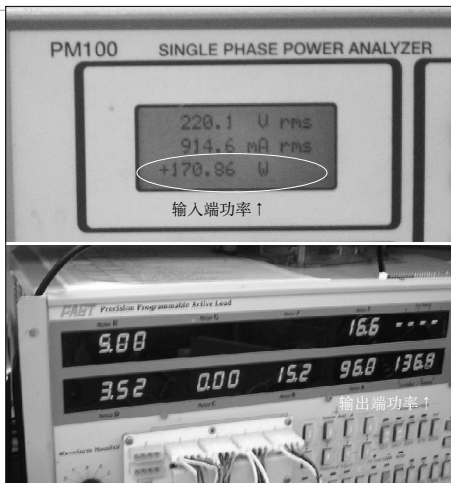 PM100 SINGLE PHASE POWER ANALYZER
220.1 V rms
914.6 mA rms
+170.86 W
输入端功率↑
FAST Precision Programmable Active Load
16.6 ----
3.52 0.00 15.2 96.8 136.8
输出端功率↑
Waveform Monitor